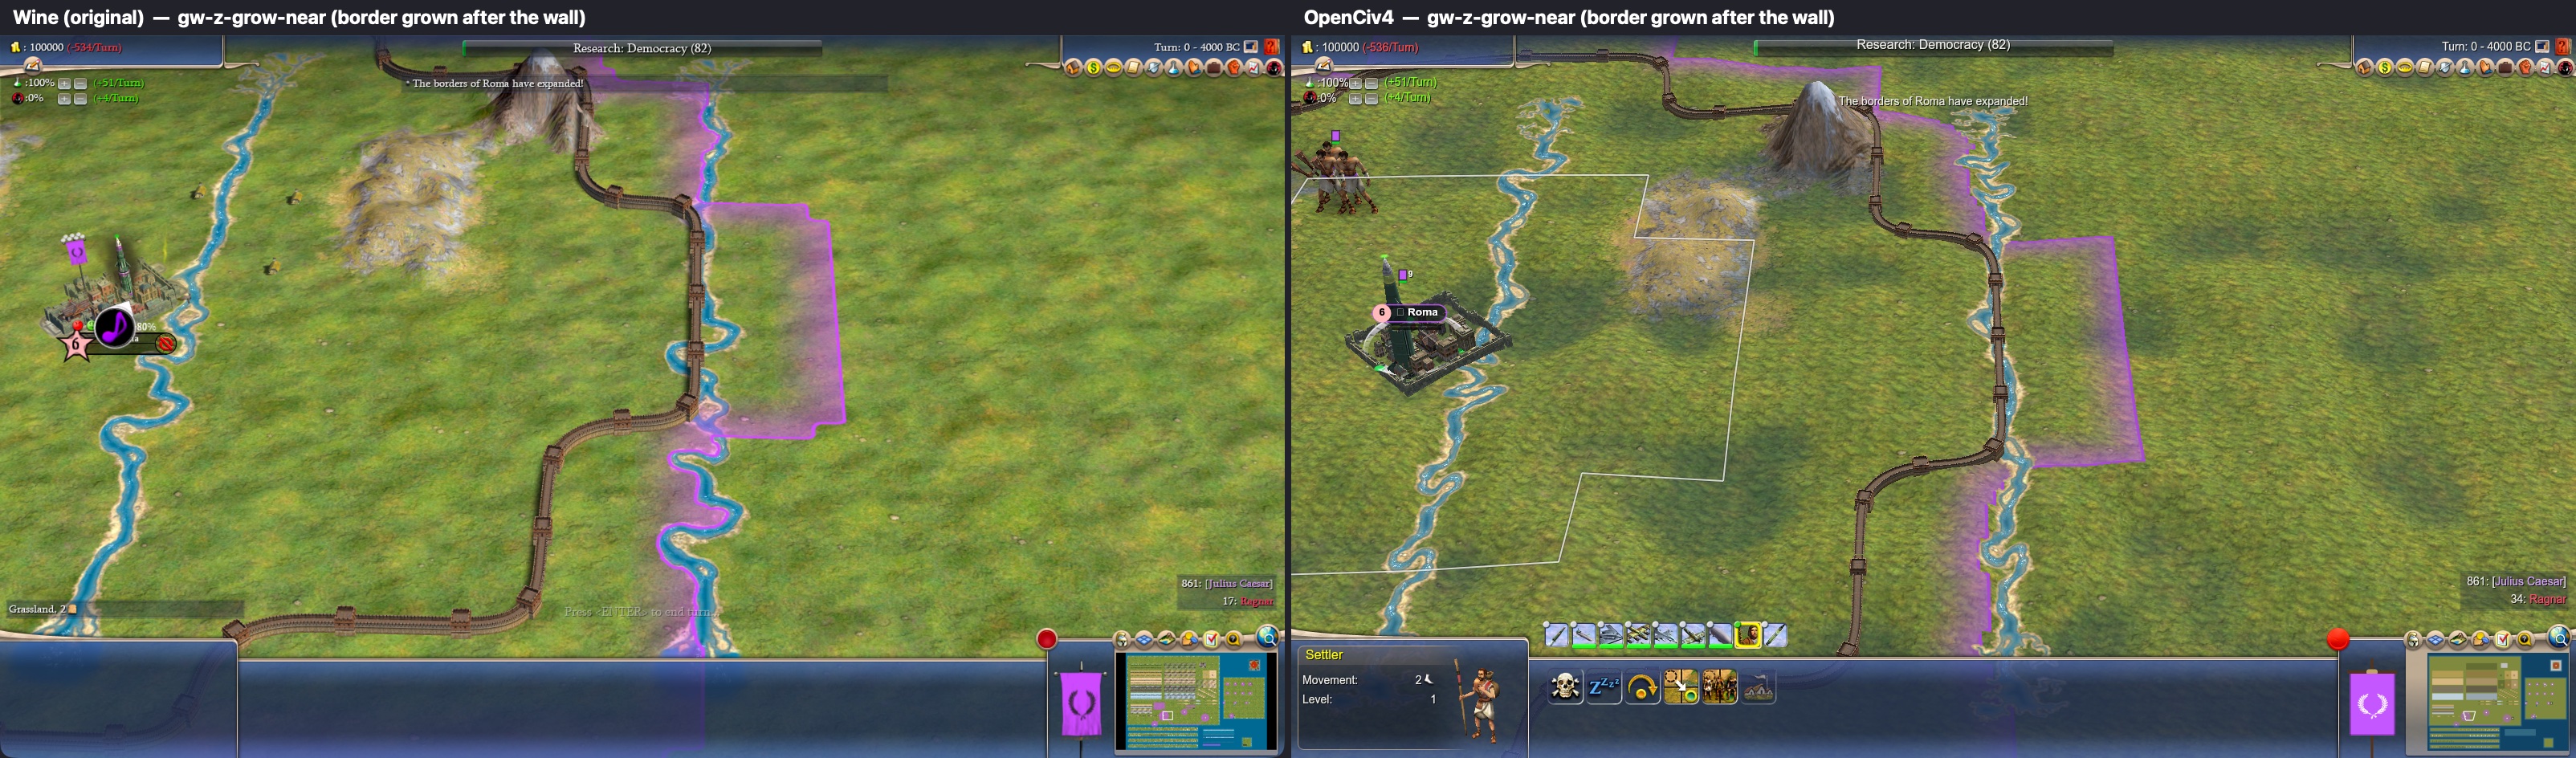 Wine (original) — gw-z-grow-near (border grown after the wall)
: 100000 (-534/Turn)
Research: Democracy (82)
Turn: 0 - 4000 BC
:100% (+51/Turn)
:0% (+4/Turn)
* The borders of Roma have expanded!
80%
6
Grassland, 2
Press <ENTER> to end turn...
861: [Julius Caesar]
17: Ragnar
OpenCiv4 — gw-z-grow-near (border grown after the wall)
: 100000 (-536/Turn)
Research: Democracy (82)
Turn: 0 - 4000 BC
:100% (+51/Turn)
:0% (+4/Turn)
The borders of Roma have expanded!
9
6 Roma
861: [Julius Caesar]
34: Ragnar
Settler
Movement: 2
Level: 1